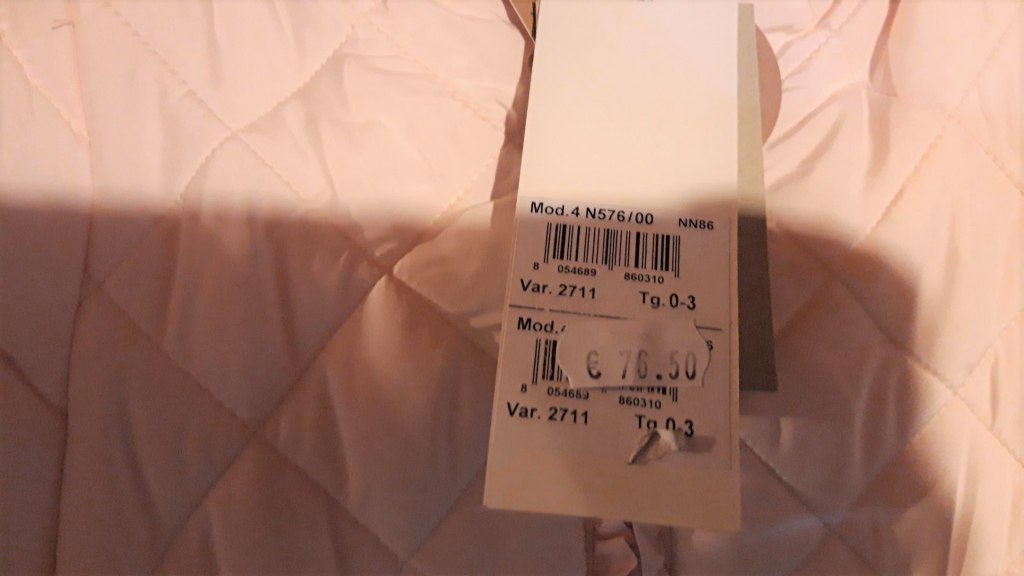 Mod.4 N576/00 NN86
8 054689 860310
Var. 2711 Tg.0-3
Mod.
€ 76.50
8 054689 860310
Var. 2711 Tg.0-3